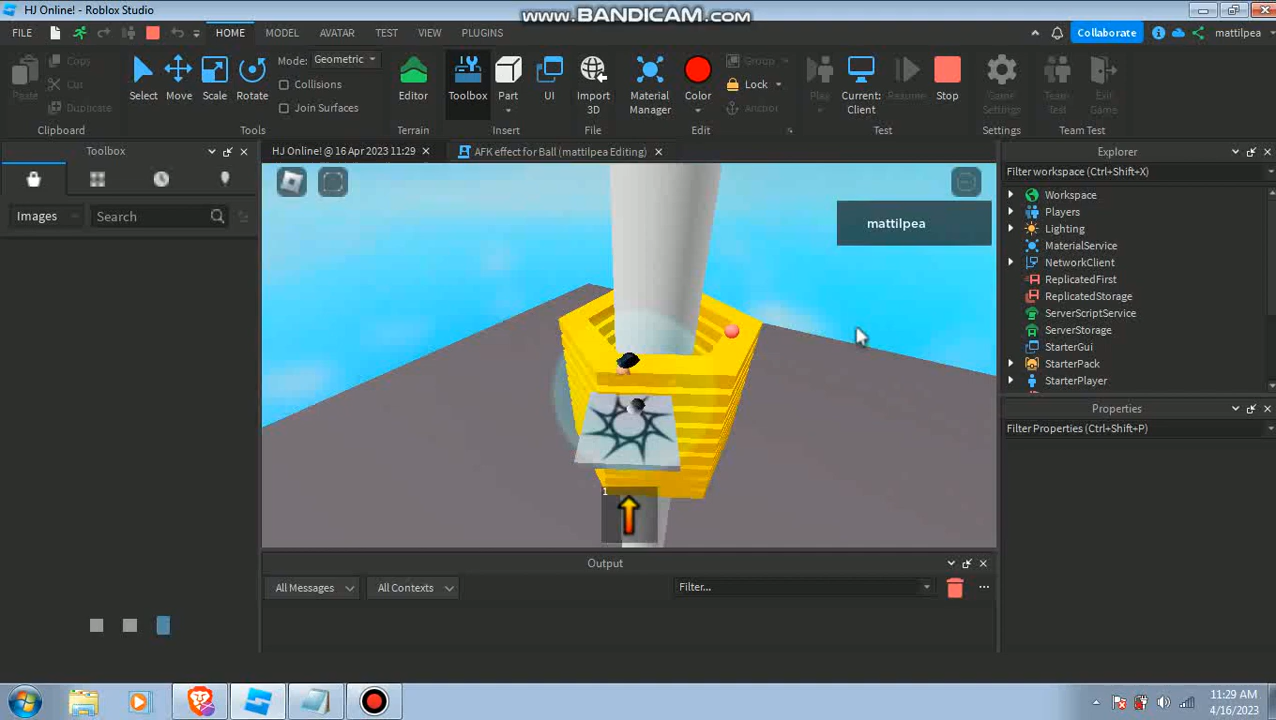 HJ Online! - Roblox Studio
www.BANDICAM.com
FILE
HOME
MODEL
AVATAR
TEST
VIEW
PLUGINS
Collaborate
mattilpea
Paste
Copy
Cut
Duplicate
Clipboard
Select
Move
Scale
Rotate
Mode:
Geometric
Collisions
Join Surfaces
Tools
Editor
Terrain
Toolbox
Part
UI
Insert
Import
3D
File
Material
Manager
Color
Group
Lock
Anchor
Edit
Play
Current:
Client
Resume
Stop
Test
Game
Settings
Settings
Team
Test
Exit
Game
Team Test
Toolbox
Images
Search
HJ Online! @ 16 Apr 2023 11:29
AFK effect for Ball (mattilpea Editing)
mattilpea
1
Output
All Messages
All Contexts
Filter...
Explorer
Filter workspace (Ctrl+Shift+X)
Workspace
Players
Lighting
MaterialService
NetworkClient
ReplicatedFirst
ReplicatedStorage
ServerScriptService
ServerStorage
StarterGui
StarterPack
StarterPlayer
Properties
Filter Properties (Ctrl+Shift+P)
11:29 AM
4/16/2023